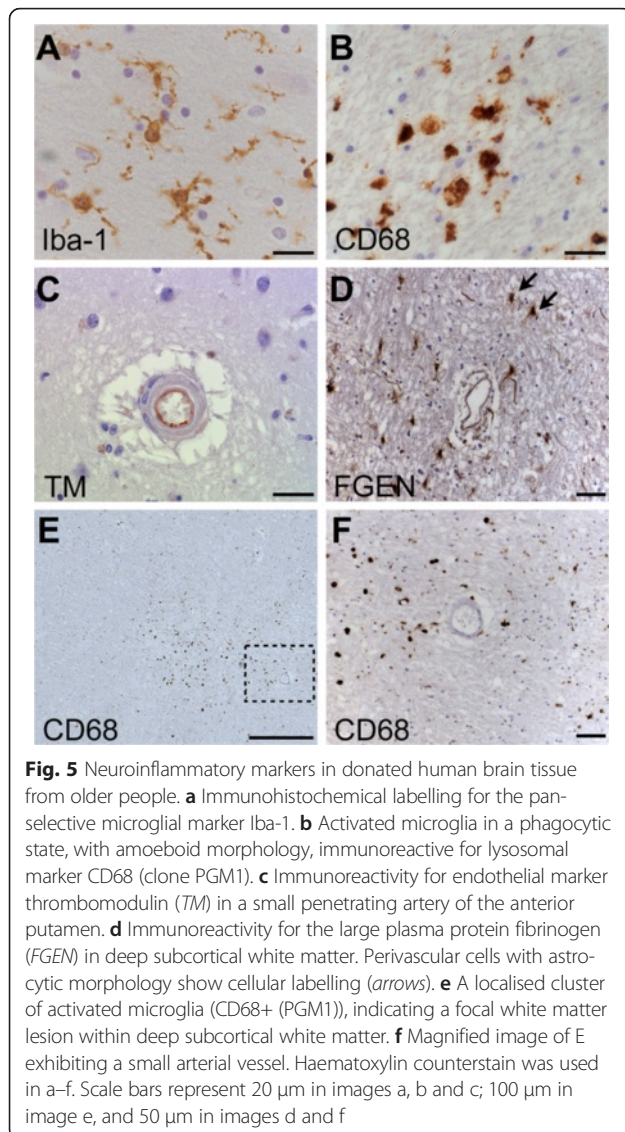 A
B
Iba-1
CD68
C
D
TM
FGEN
E
F
CD68
CD68
Fig. 5 Neuroinflammatory markers in donated human brain tissue
from older people. a Immunohistochemical labelling for the pan-
selective microglial marker Iba-1. b Activated microglia in a phagocytic
state, with amoeboid morphology, immunoreactive for lysosomal
marker CD68 (clone PGM1). c Immunoreactivity for endothelial marker
thrombomodulin (TM) in a small penetrating artery of the anterior
putamen. d Immunoreactivity for the large plasma protein fibrinogen
(FGEN) in deep subcortical white matter. Perivascular cells with astro-
cytic morphology show cellular labelling (arrows). e A localised cluster
of activated microglia (CD68+ (PGM1)), indicating a focal white matter
lesion within deep subcortical white matter. f Magnified image of E
exhibiting a small arterial vessel. Haematoxylin counterstain was used
in a–f. Scale bars represent 20 μm in images a, b and c; 100 μm in
image e, and 50 μm in images d and f